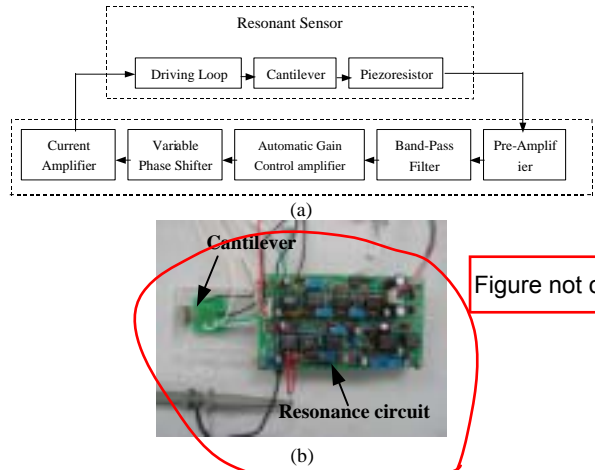 Resonant Sensor
Driving Loop
Cantilever
Piezoresistor
Current
Amplifier
Variable
Phase Shifter
Automatic Gain
Control amplifier
Band-Pass
Filter
Pre-Amplif
ier
(a)
Cantilever
Figure not
Resonance circuit
(b)